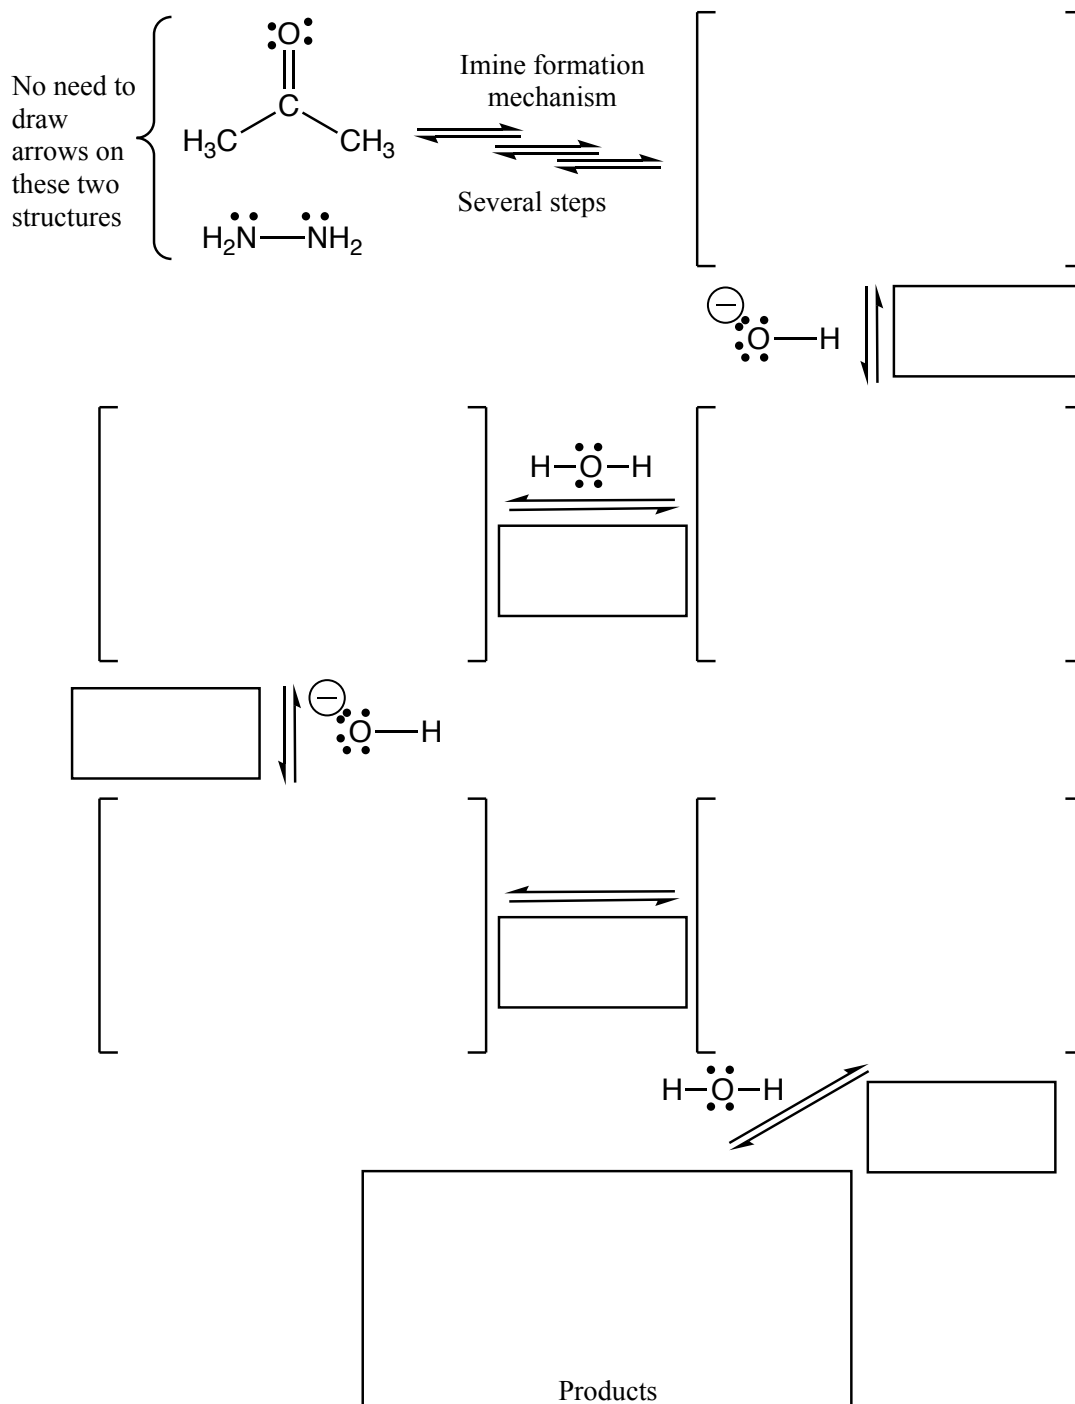 No need to
draw
arrows on
these two
structures
O
C
H3C
CH3
H2N
NH2
Imine formation
mechanism
Several steps
O
H
H
O
H
O
H
H
O
H
Products